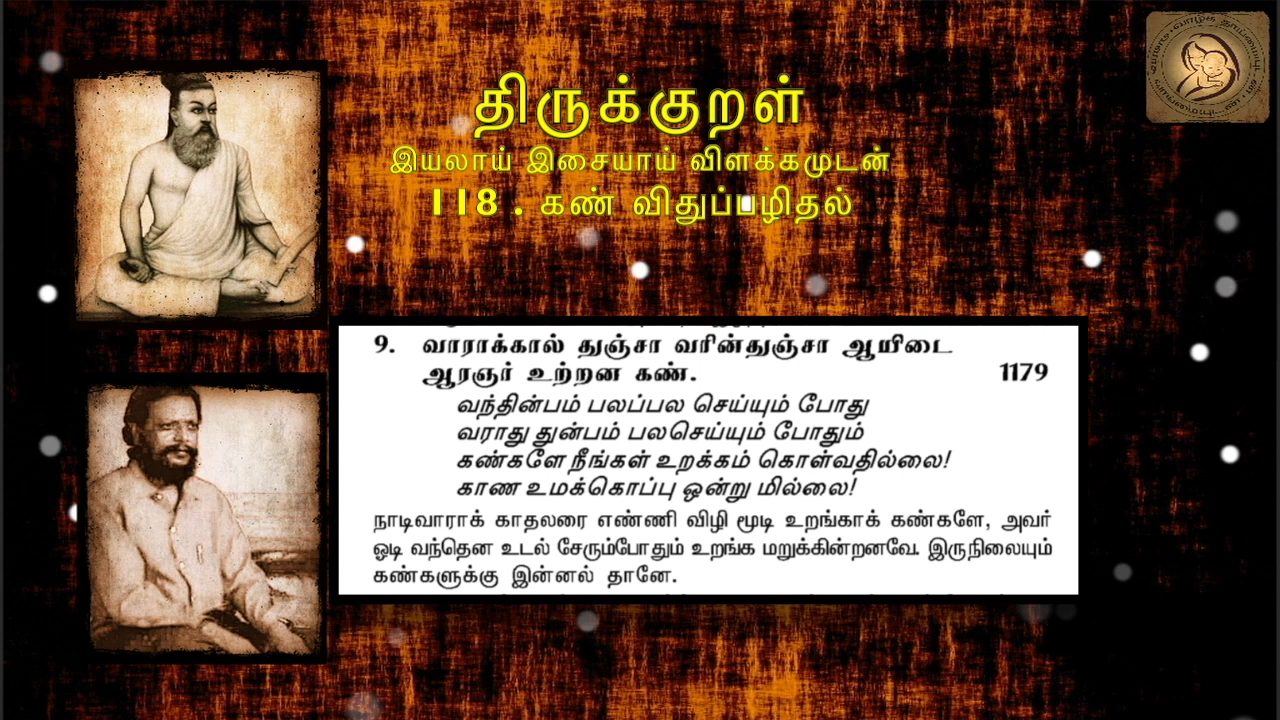 திருக்குறள்
இயலாய் இசையாய் விளக்கமுடன்
118 . கண் விதுப்பழிதல்
9. வாராக்கால் துஞ்சா வரின்துஞ்சா ஆயிடை
ஆரஞர் உற்றன கண். 1179
வந்தின்பம் பலப்பல செய்யும் போது
வராது துன்பம் பலசெய்யும் போதும்
கண்களே நீங்கள் உறக்கம் கொள்வதில்லை!
காண உமக்கொப்பு ஒன்று மில்லை!
நாடிவாராக் காதலரை எண்ணி விழி மூடி உறங்காக் கண்களே, அவர்
ஓடி வந்தென உடல் சேரும்போதும் உறங்க மறுக்கின்றனவே. இருநிலையும்
கண்களுக்கு இன்னல் தானே.